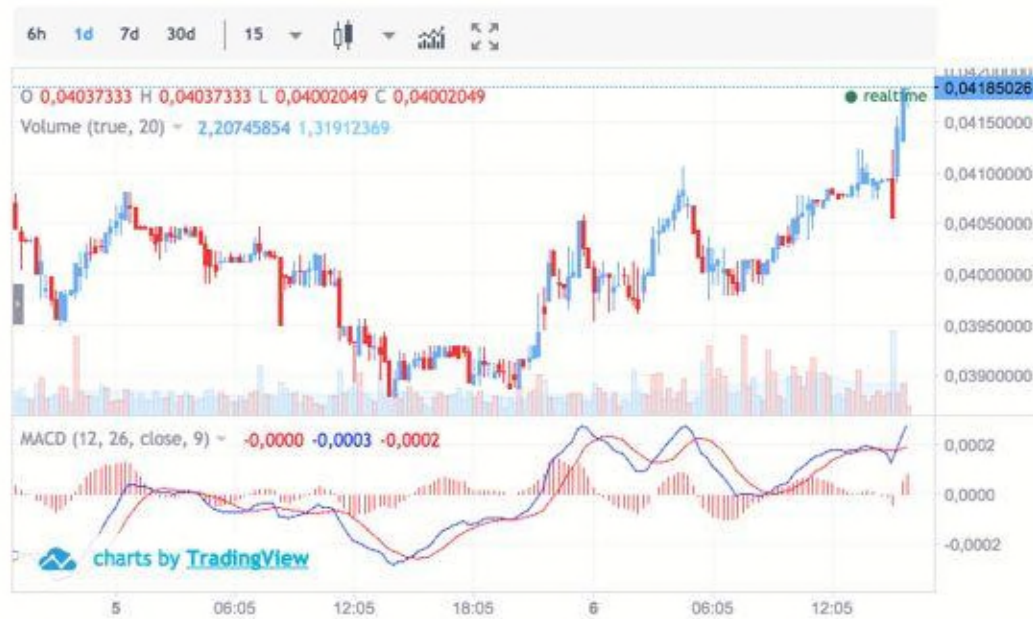 6h 1d 7d 30d 15
0,04200000
0,04185026
O 0,04037333 H 0,04037333 L 0,04002049 C 0,04002049
realtime
Volume (true, 20) 2,20745854 1,31912369
0,04150000
0,04100000
0,04050000
0,04000000
0,03950000
0,03900000
MACD (12, 26, close, 9) -0,0000 -0,0003 -0,0002
0,0002
0,0000
-0,0002
charts by TradingView
5 06:05 12:05 18:05 6 06:05 12:05